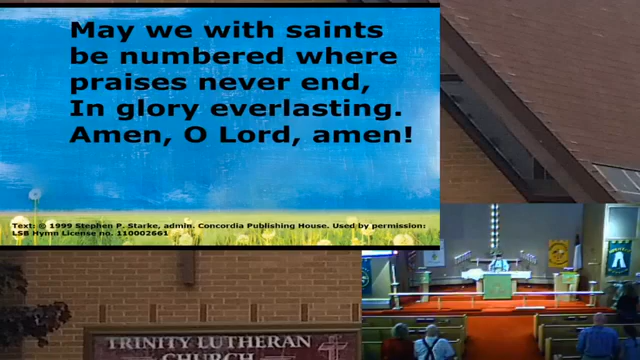 May we with saints
be numbered where
praises never end,
In glory everlasting.
Amen, O Lord, amen!
Text: © 1999 Stephen P. Starke, admin. Concordia Publishing House. Used by permission:
LSB Hymn License no. 110002661
TRINITY LUTHERAN
CHURCH